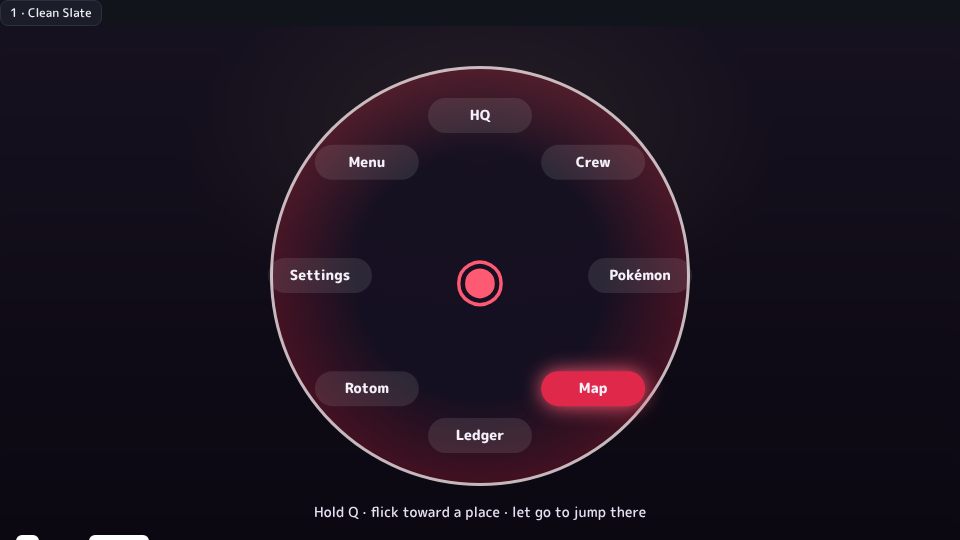 1 · Clean Slate
HQ
Menu
Crew
Settings
Pokémon
Rotom
Map
Ledger
Hold Q · flick toward a place · let go to jump there